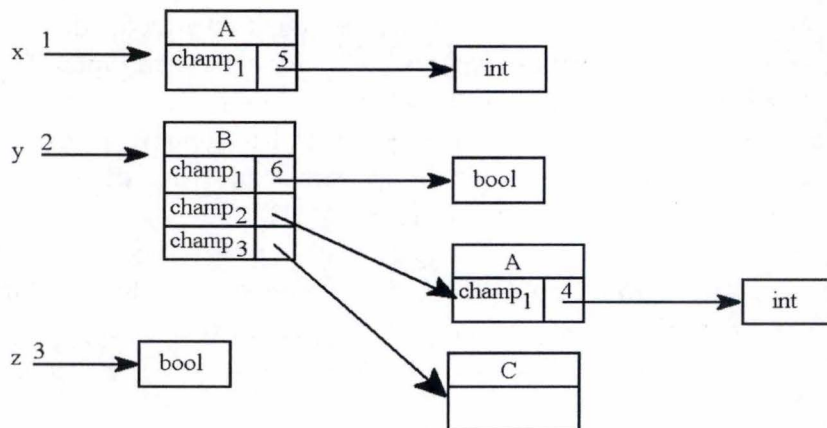 A
x 1 champ1 5 int
y 2 B
champ1 6 bool
champ2
champ3
A
champ1 4 int
z 3 bool
C